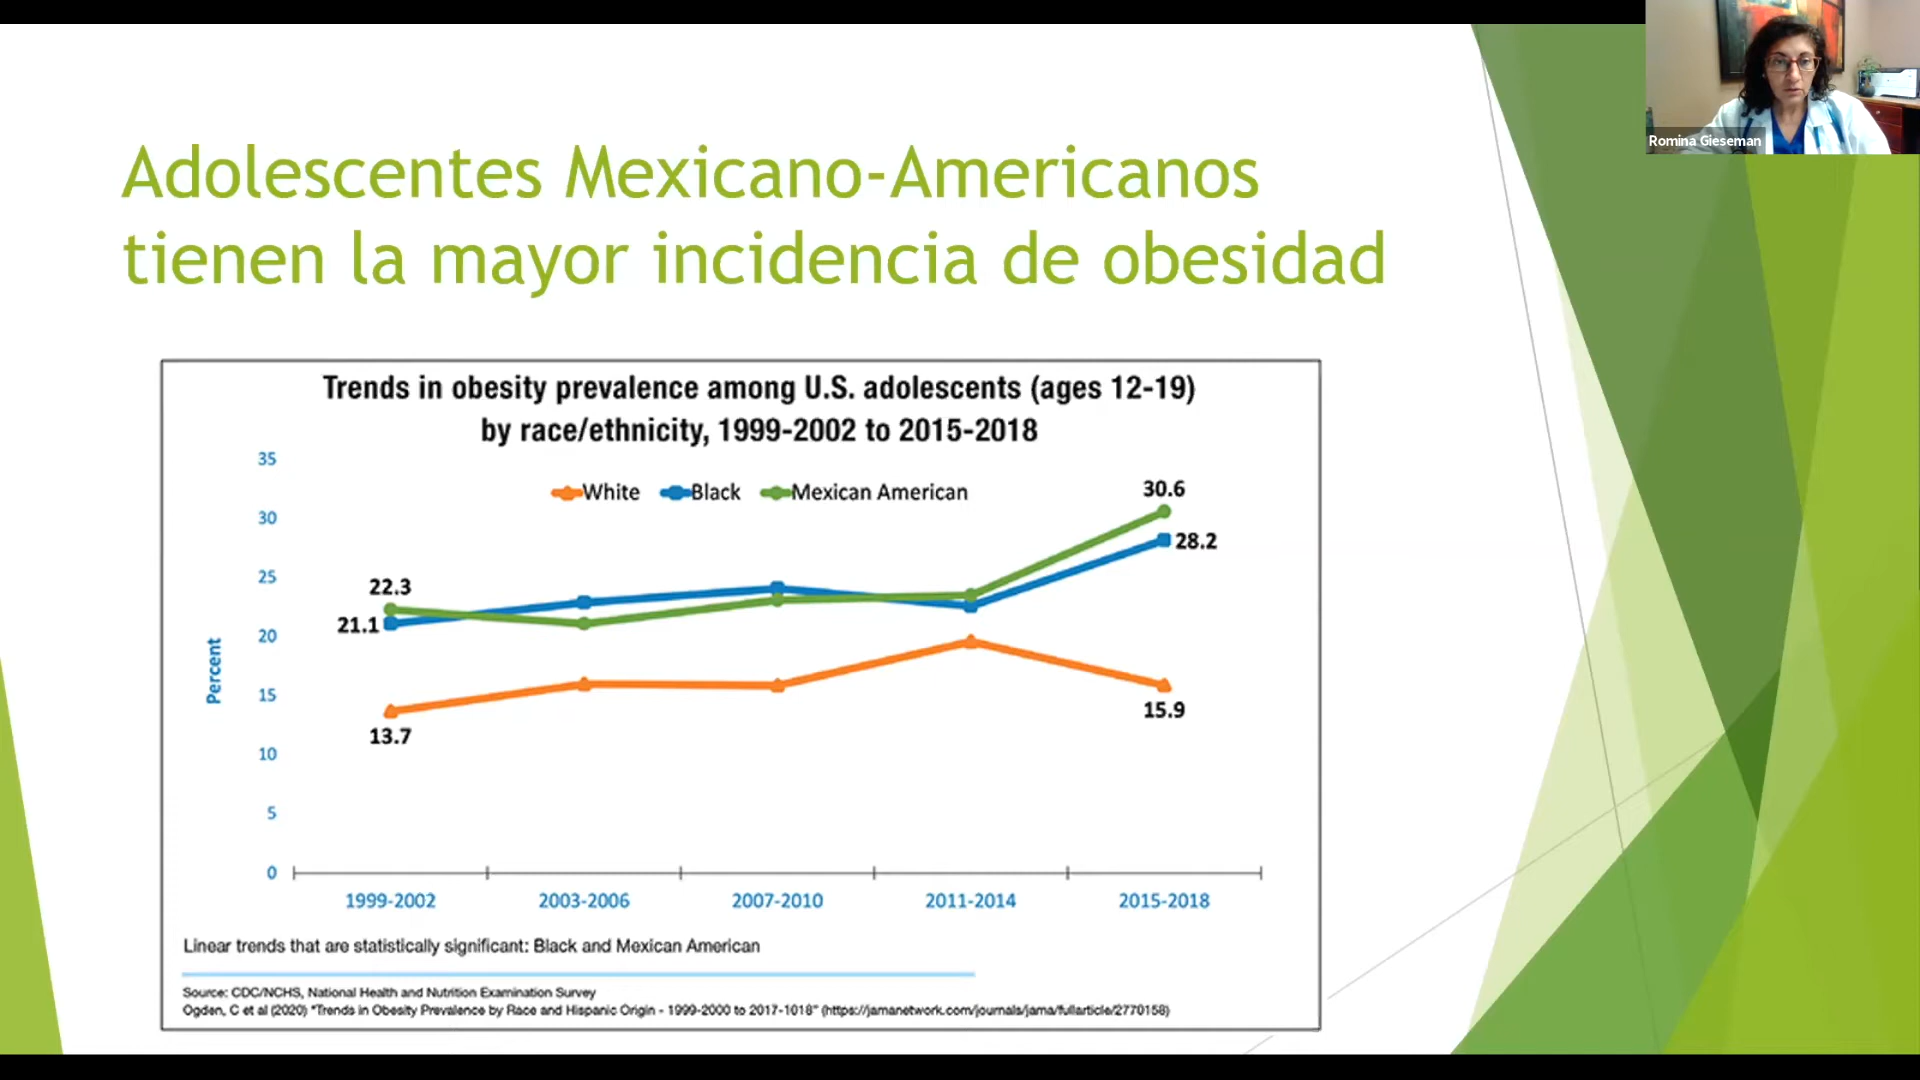 Romina Gieseman
Adolescentes Mexicano-Americanos
tienen la mayor incidencia de obesidad
Trends in obesity prevalence among U.S. adolescents (ages 12-19)
by race/ethnicity, 1999-2002 to 2015-2018
White Black Mexican American
Percent
35
30
25
20
15
10
5
0
22.3
21.1
13.7
30.6
28.2
15.9
1999-2002 2003-2006 2007-2010 2011-2014 2015-2018
Linear trends that are statistically significant: Black and Mexican American
Source: CDC/NCHS, National Health and Nutrition Examination Survey
Ogden, C et al (2020) "Trends in Obesity Prevalence by Race and Hispanic Origin - 1999-2000 to 2017-1018" (https://jamanetwork.com/journals/jama/fullarticle/2770158)